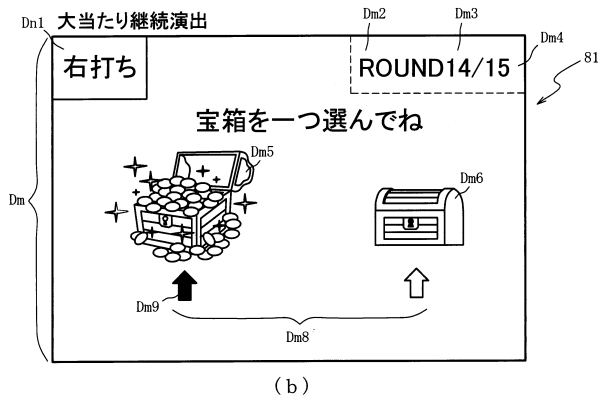 Dn1 大当たり継続演出
Dm2 Dm3
Dm4
右打ち ROUND14/15
81
宝箱を一つ選んでね
Dm5
Dm6
Dm
Dm9
Dm8
(b)